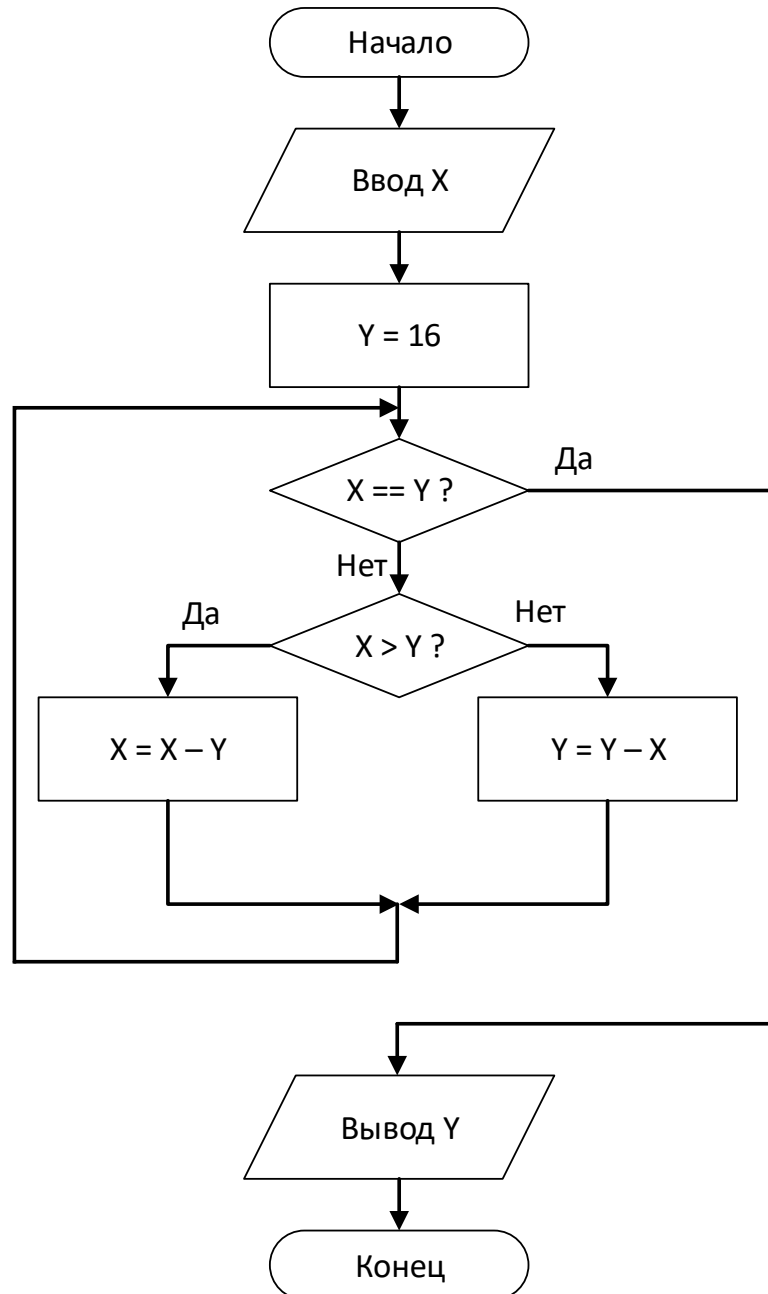 Начало
Ввод X
Y = 16
X == Y ?
Да
Нет
X > Y ?
Да
Нет
X = X – Y
Y = Y – X
Вывод Y
Конец